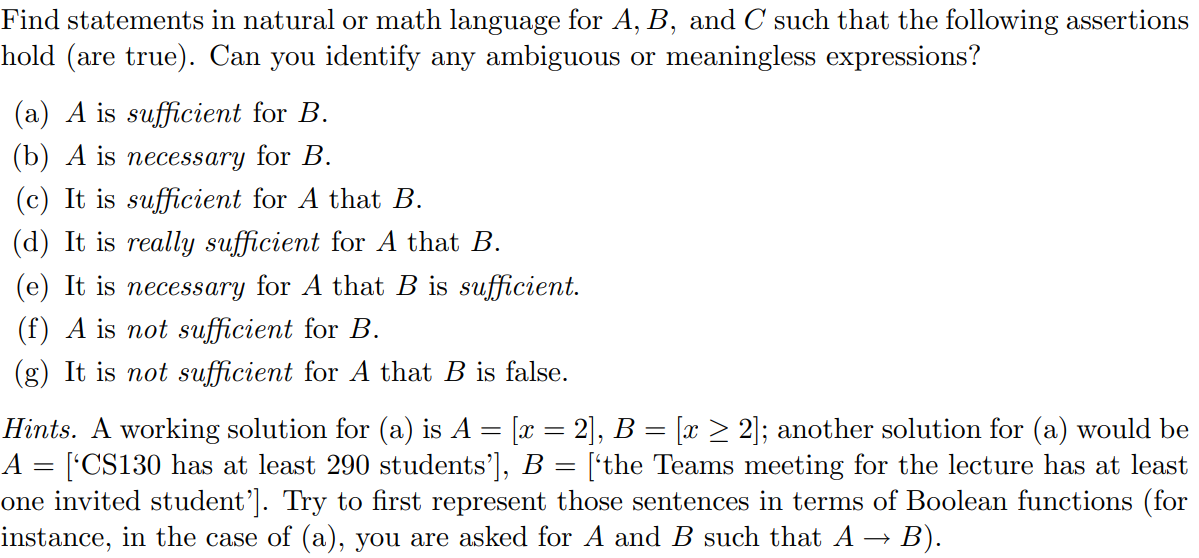 Find statements in natural or math language for A, B, and C such that the following assertions
hold (are true). Can you identify any ambiguous or meaningless expressions?
(a) A is sufficient for B.
(b) A is necessary for B.
(c) It is sufficient for A that B.
(d) It is really sufficient for A that B.
(e) It is necessary for A that B is sufficient.
(f) A is not sufficient for B.
(g) It is not sufficient for A that B is false.
Hints. A working solution for (a) is A = [x = 2], B = [x ≥ 2]; another solution for (a) would be
A = [‘CS130 has at least 290 students’], B = [‘the Teams meeting for the lecture has at least
one invited student’]. Try to first represent those sentences in terms of Boolean functions (for
instance, in the case of (a), you are asked for A and B such that A → B).